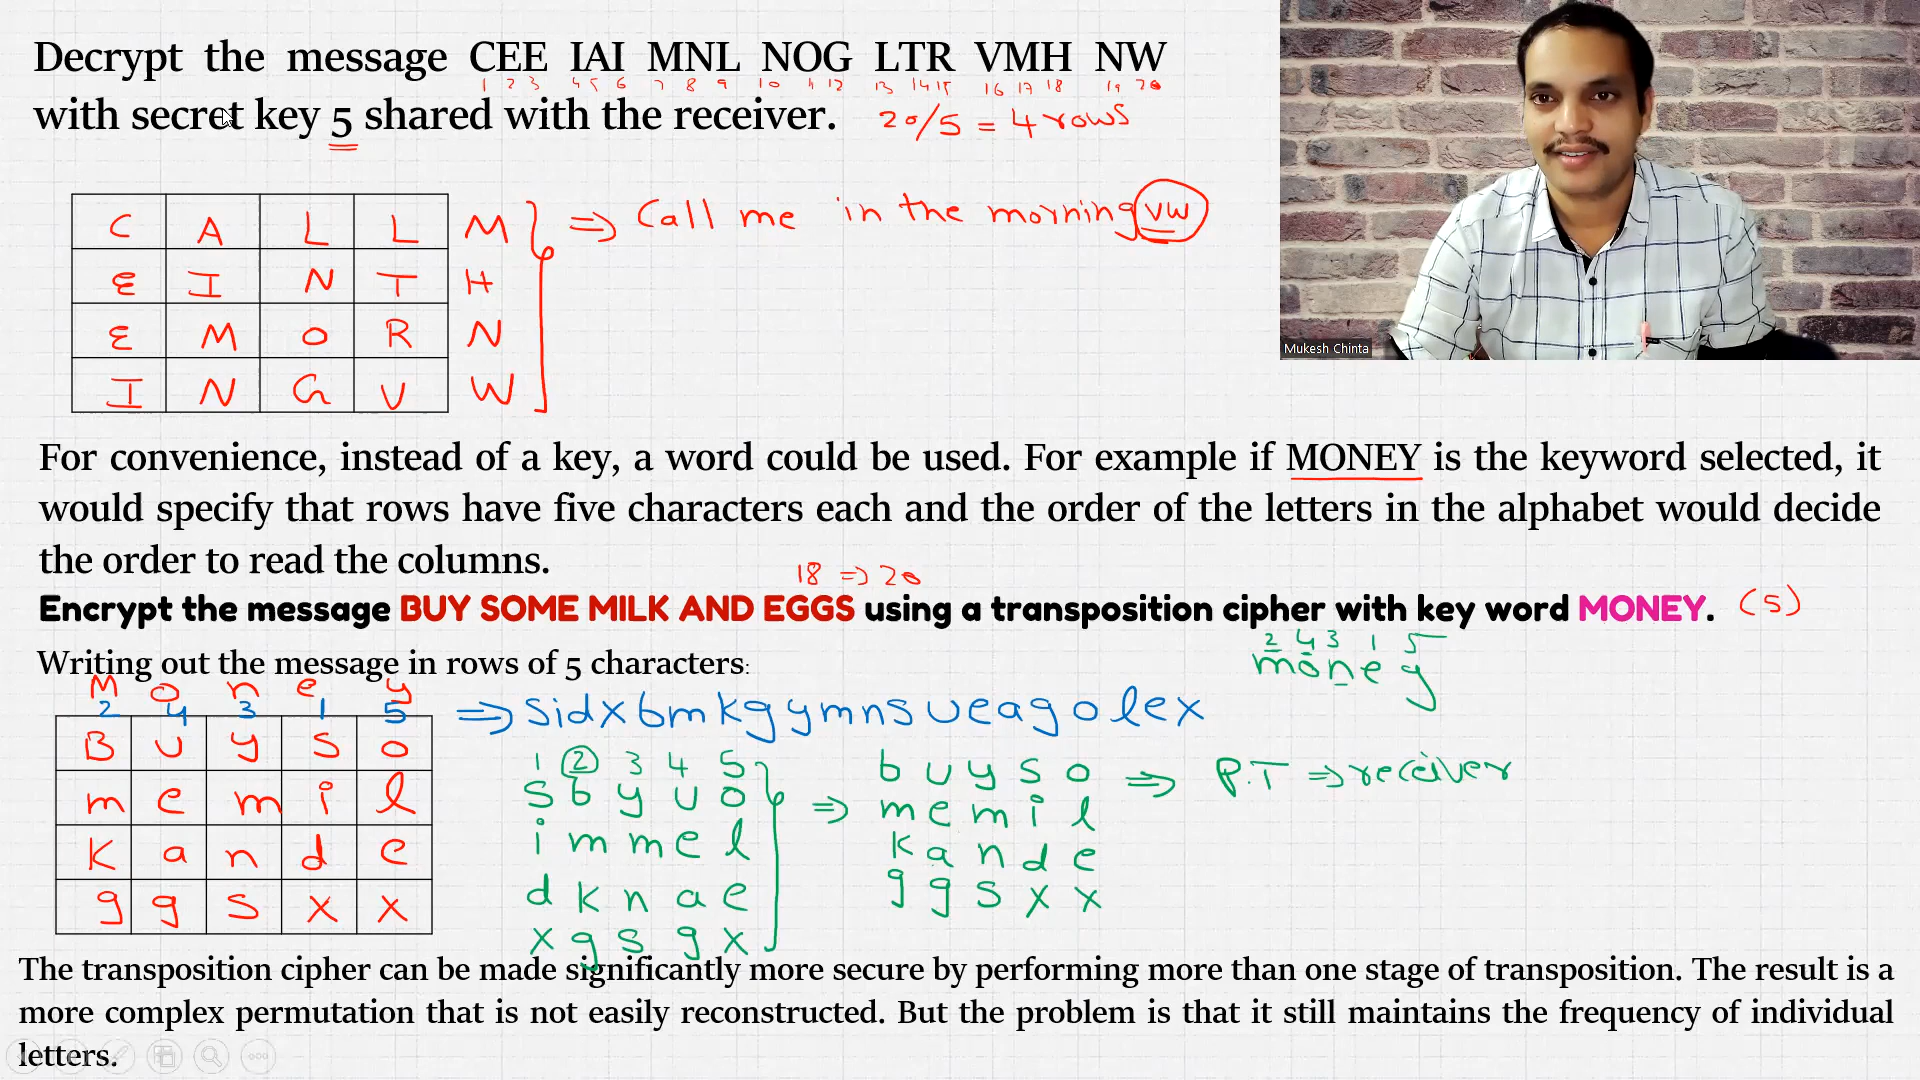 Decrypt the message CEE IAI MNL NOG LTR VMH NW
1 2 3 4 5 6 7 8 9 10 11 12 13 14 15 16 17 18 19 20
with secret key 5 shared with the receiver. 20/5 = 4 rows
C A L L M => Call me in the morning vw
E I N T H
E M O R N
I N G V W
Mukesh Chinta
For convenience, instead of a key, a word could be used. For example if MONEY is the keyword selected, it
would specify that rows have five characters each and the order of the letters in the alphabet would decide
the order to read the columns.
18 => 20
Encrypt the message BUY SOME MILK AND EGGS using a transposition cipher with key word MONEY. (5)
2 4 3 1 5
money
Writing out the message in rows of 5 characters:
M o n e y
2 4 3 1 5
=> sidxbmkgymnsueagolex
B u y s o
m e m i l
K a n d e
g g s x x
1 2 3 4 5
s b y u o
i m m e l
d k n a e
x g s g x
=> b u y s o => P.T => receiver
m e m i l
k a n d e
g g s x x
The transposition cipher can be made significantly more secure by performing more than one stage of transposition. The result is a
more complex permutation that is not easily reconstructed. But the problem is that it still maintains the frequency of individual
letters.